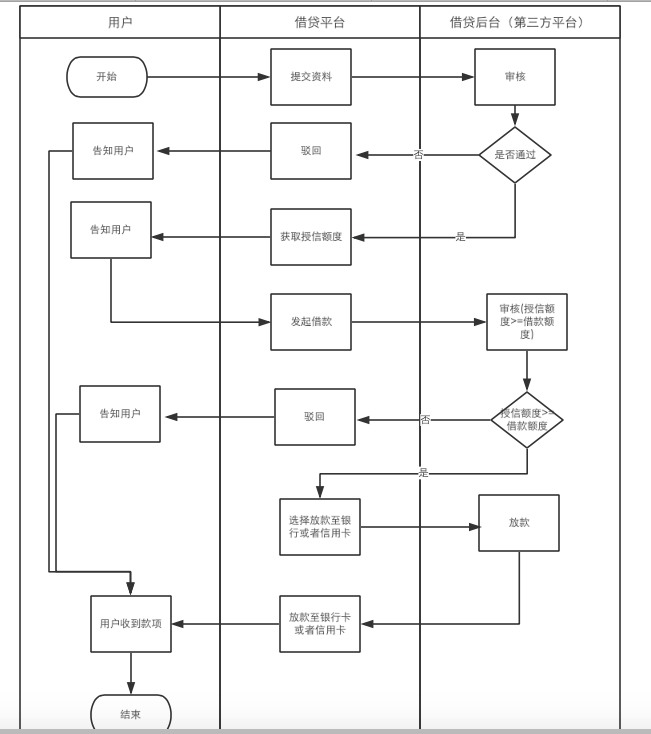 用户
借贷平台
借贷后台（第三方平台）
开始
提交资料
审核
告知用户
驳回
否
是否通过
告知用户
获取授信额度
是
发起借款
审核(授信额
度>=借款额
度)
告知用户
驳回
否
授信额度>=
借款额度
是
选择放款至银
行或者信用卡
放款
用户收到款项
放款至银行卡
或者信用卡
结束